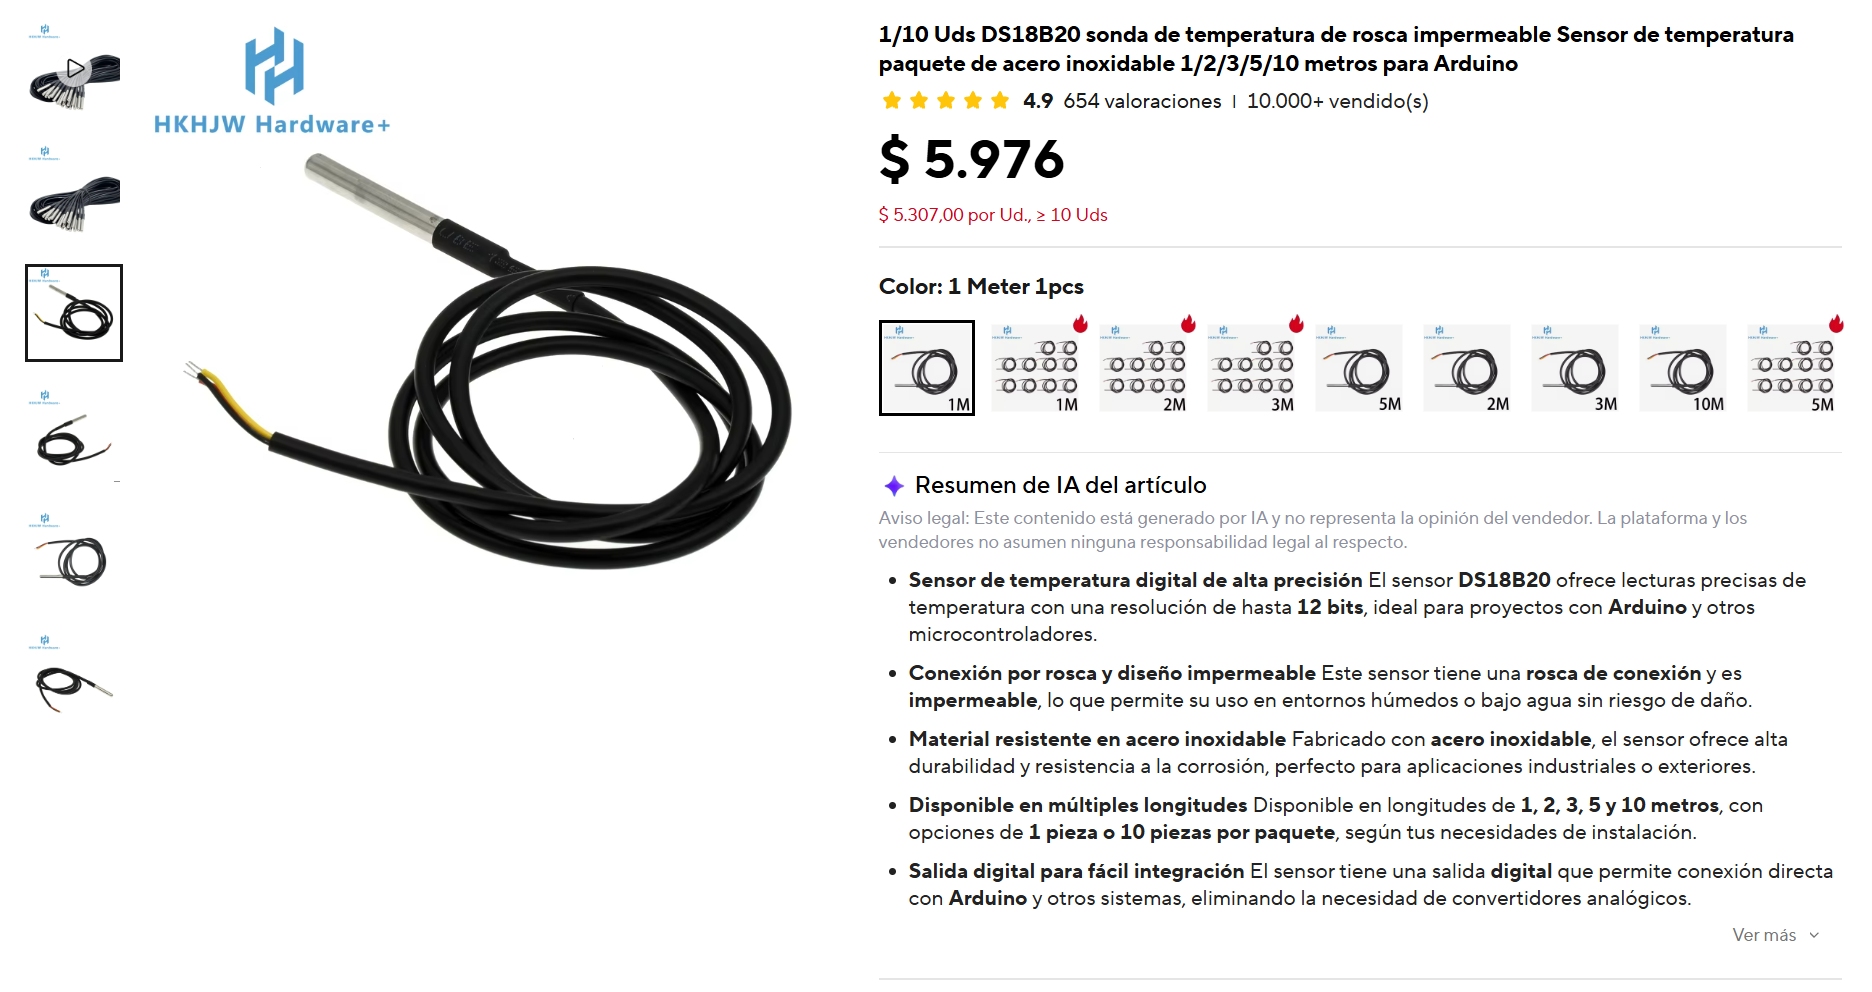 HKHJW Hardware+
1/10 Uds DS18B20 sonda de temperatura de rosca impermeable Sensor de temperatura
paquete de acero inoxidable 1/2/3/5/10 metros para Arduino
4.9 654 valoraciones | 10.000+ vendido(s)
$ 5.976
$ 5.307,00 por Ud., ≥ 10 Uds
Color: 1 Meter 1pcs
1M 1M 2M 3M 5M 2M 3M 10M 5M
Resumen de IA del artículo
Aviso legal: Este contenido está generado por IA y no representa la opinión del vendedor. La plataforma y los
vendedores no asumen ninguna responsabilidad legal al respecto.
• Sensor de temperatura digital de alta precisión El sensor DS18B20 ofrece lecturas precisas de
temperatura con una resolución de hasta 12 bits, ideal para proyectos con Arduino y otros
microcontroladores.
• Conexión por rosca y diseño impermeable Este sensor tiene una rosca de conexión y es
impermeable, lo que permite su uso en entornos húmedos o bajo agua sin riesgo de daño.
• Material resistente en acero inoxidable Fabricado con acero inoxidable, el sensor ofrece alta
durabilidad y resistencia a la corrosión, perfecto para aplicaciones industriales o exteriores.
• Disponible en múltiples longitudes Disponible en longitudes de 1, 2, 3, 5 y 10 metros, con
opciones de 1 pieza o 10 piezas por paquete, según tus necesidades de instalación.
• Salida digital para fácil integración El sensor tiene una salida digital que permite conexión directa
con Arduino y otros sistemas, eliminando la necesidad de convertidores analógicos.
Ver más